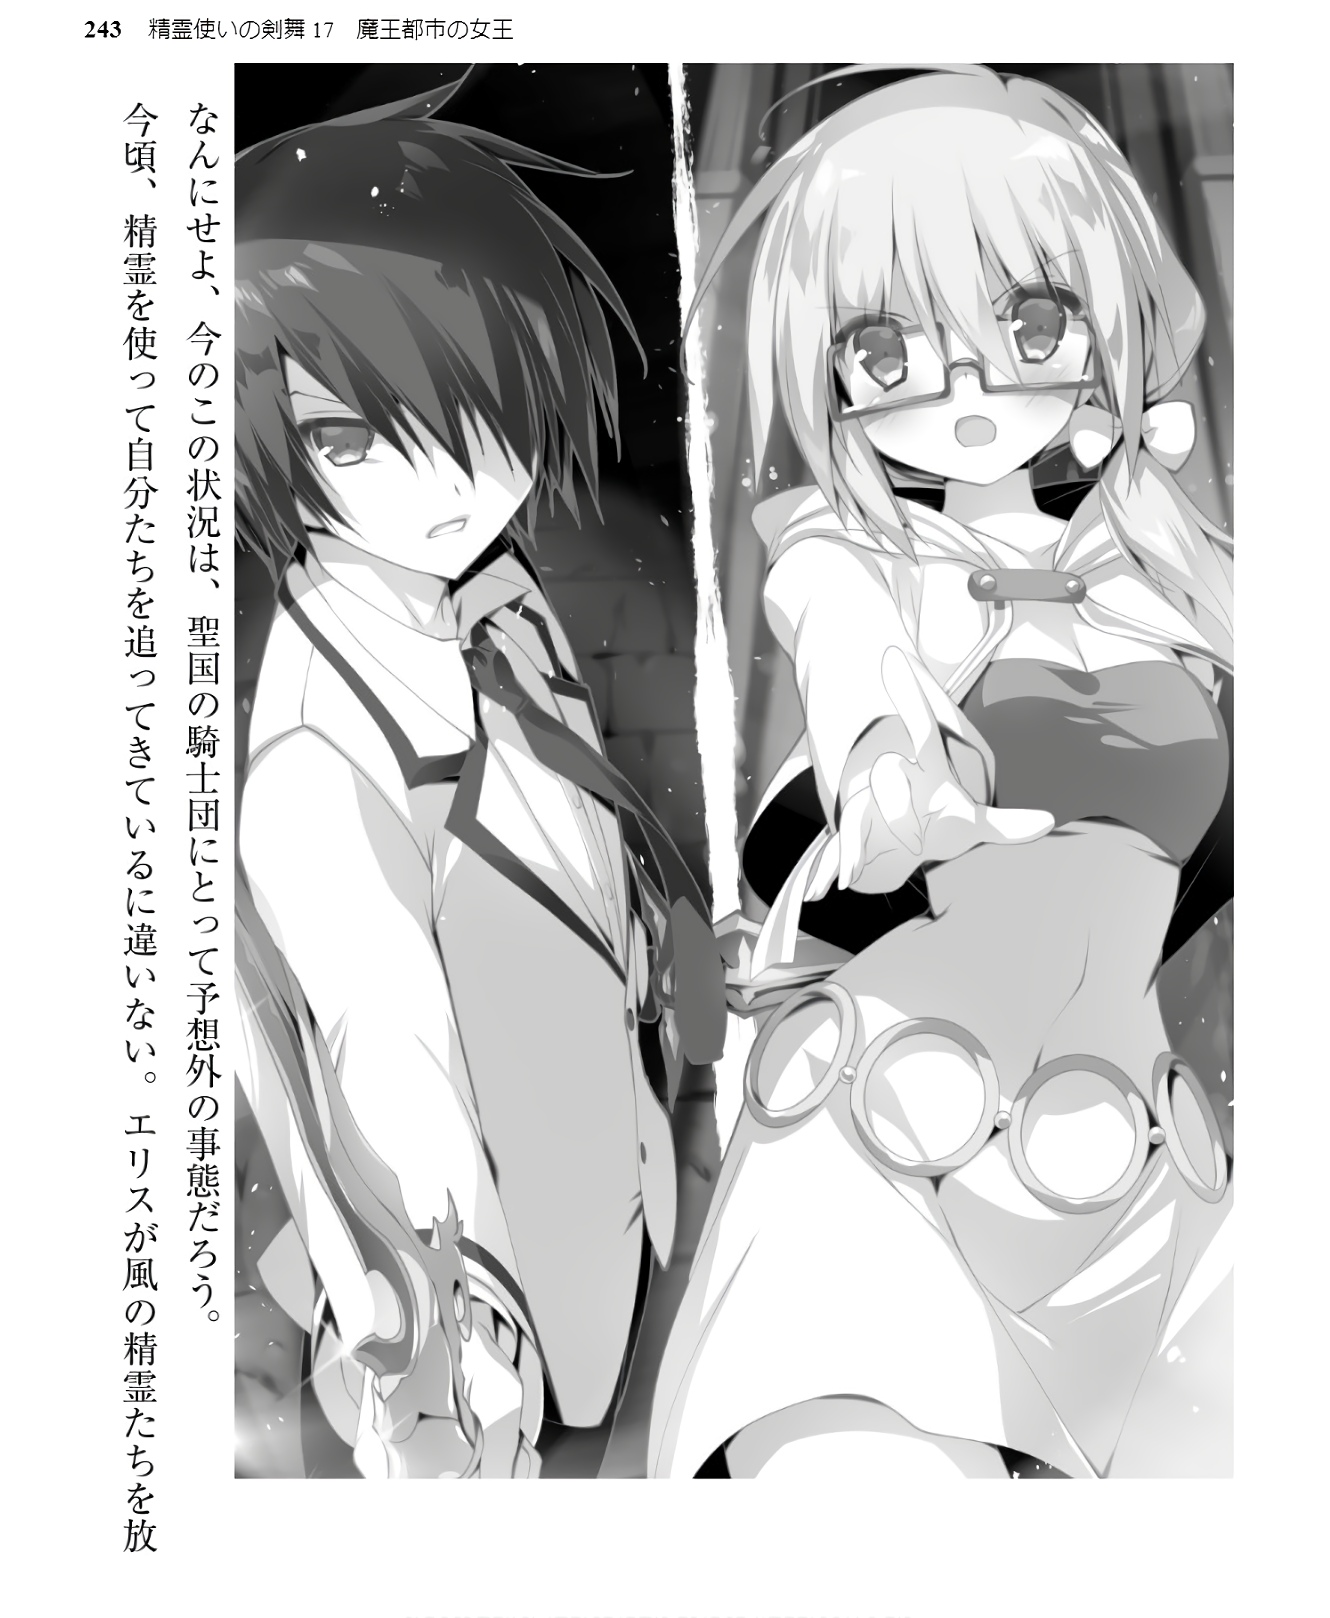 243 精霊使いの剣舞17 魔王都市の女王
なんにせよ、今のこの状況は、聖国の騎士団にとって予想外の事態だろう。
今頃、精霊を使って自分たちを追ってきているに違いない。エリスが風の精霊たちを放